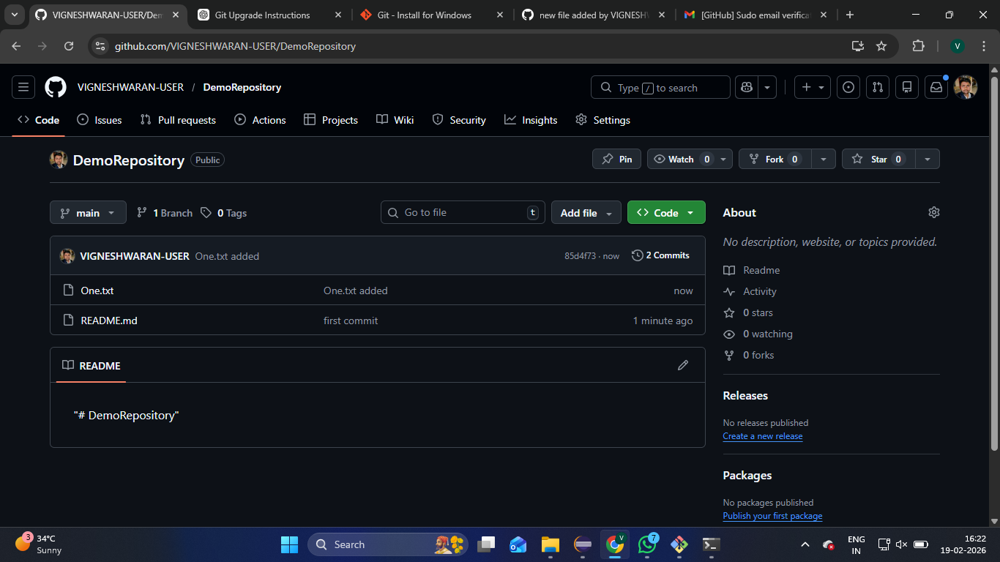 VIGNESHWARAN-USER/Dem
Git Upgrade Instructions
Git - Install for Windows
new file added by VIGNESH
[GitHub] Sudo email verifica
github.com/VIGNESHWARAN-USER/DemoRepository
V
VIGNESHWARAN-USER / DemoRepository
Type / to search
Code
Issues
Pull requests
Actions
Projects
Wiki
Security
Insights
Settings
DemoRepository Public
Pin
Watch 0
Fork 0
Star 0
main
1 Branch
0 Tags
Go to file t
Add file
Code
VIGNESHWARAN-USER One.txt added
85d4f73 · now
2 Commits
One.txt One.txt added now
README.md first commit 1 minute ago
README
"# DemoRepository"
About
No description, website, or topics provided.
Readme
Activity
0 stars
0 watching
0 forks
Releases
No releases published
Create a new release
Packages
No packages published
Publish your first package
3
34°C
Sunny
Search
V
7
ENG
IN
16:22
19-02-2026